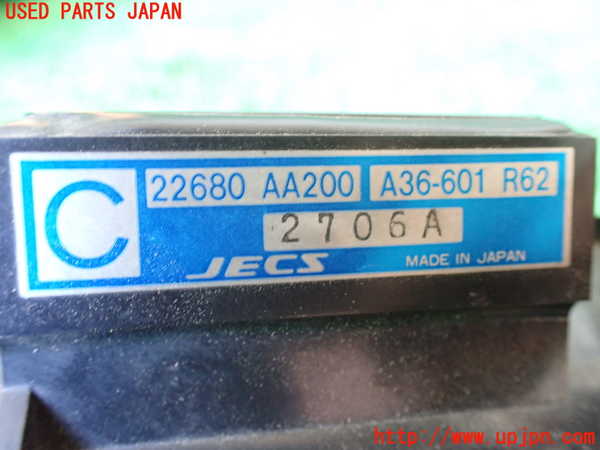 USED PARTS JAPAN
C 22680 AA200 A36-601 R62
2706A
JECS MADE IN JAPAN
http://www.upjpn.com/